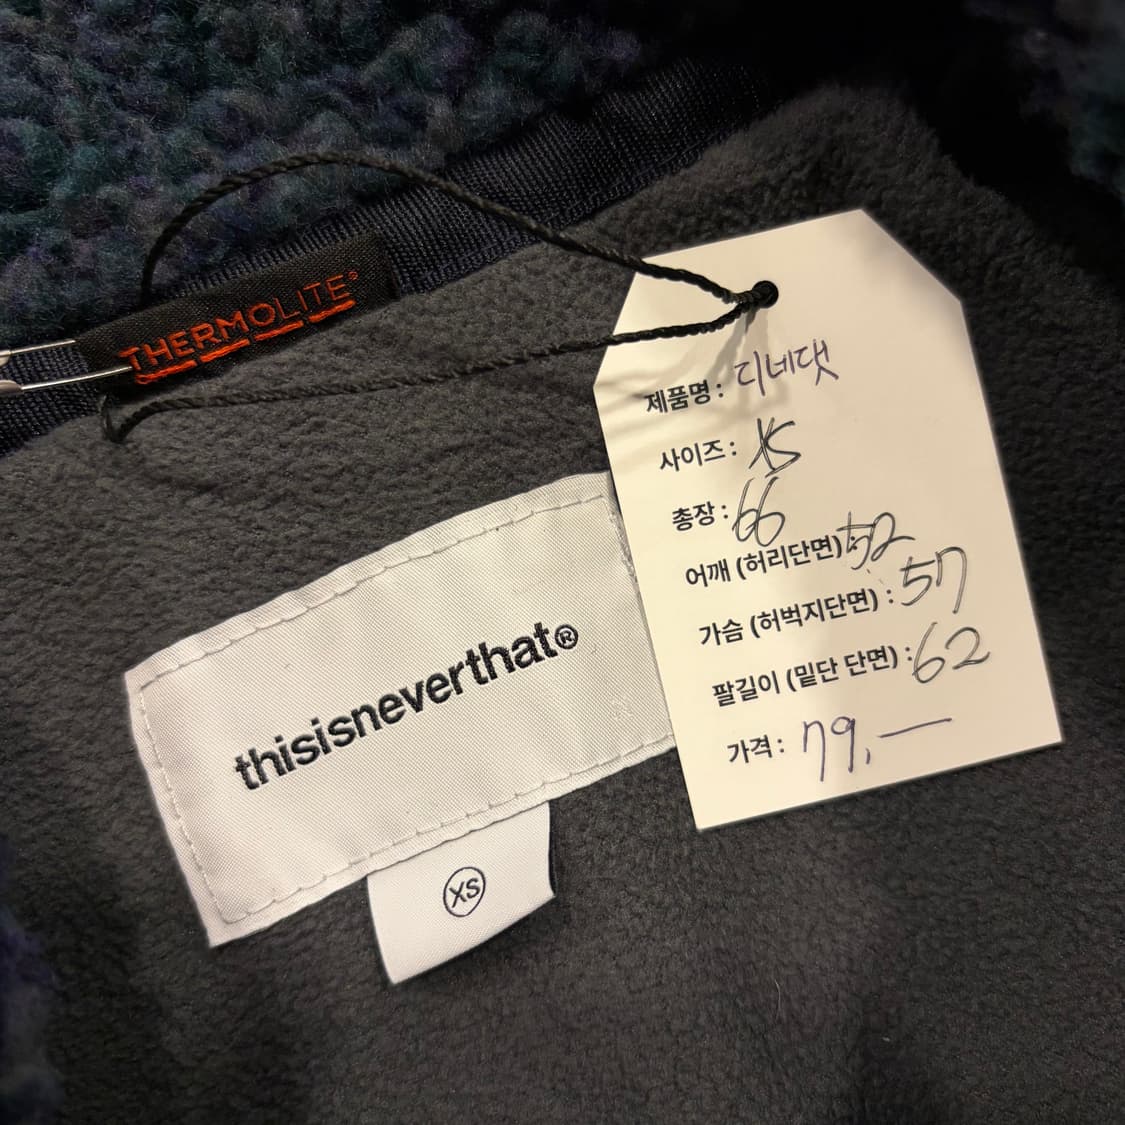 THERMOLITE®
thisisneverthat®
XS
제품명 : 디네댓
사이즈 : XS
총장 : 66
어깨 (허리단면) : 52
가슴 (허벅지단면) : 57
팔길이 (밑단 단면) : 62
가격 : 79,—